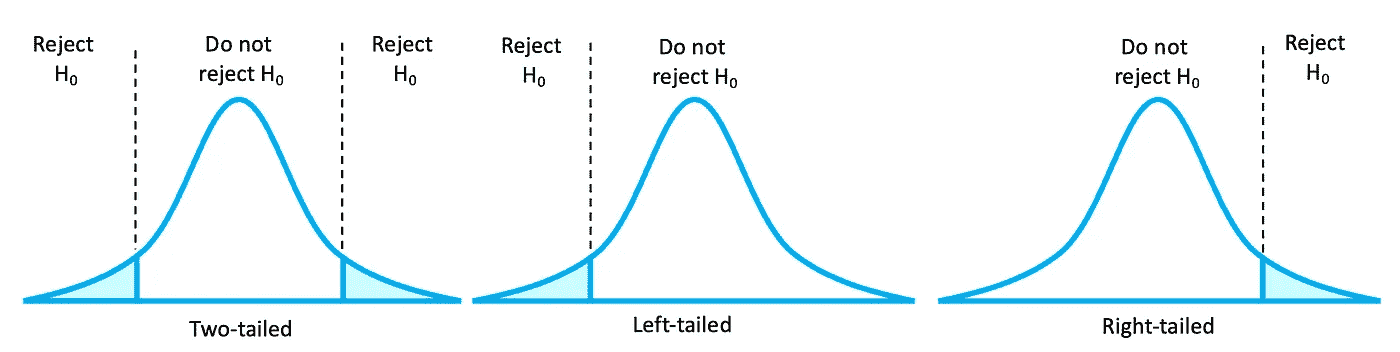 Reject
H₀
Do not
reject H₀
Reject
H₀
Two-tailed
Reject
H₀
Do not
reject H₀
Left-tailed
Do not
reject H₀
Reject
H₀
Right-tailed